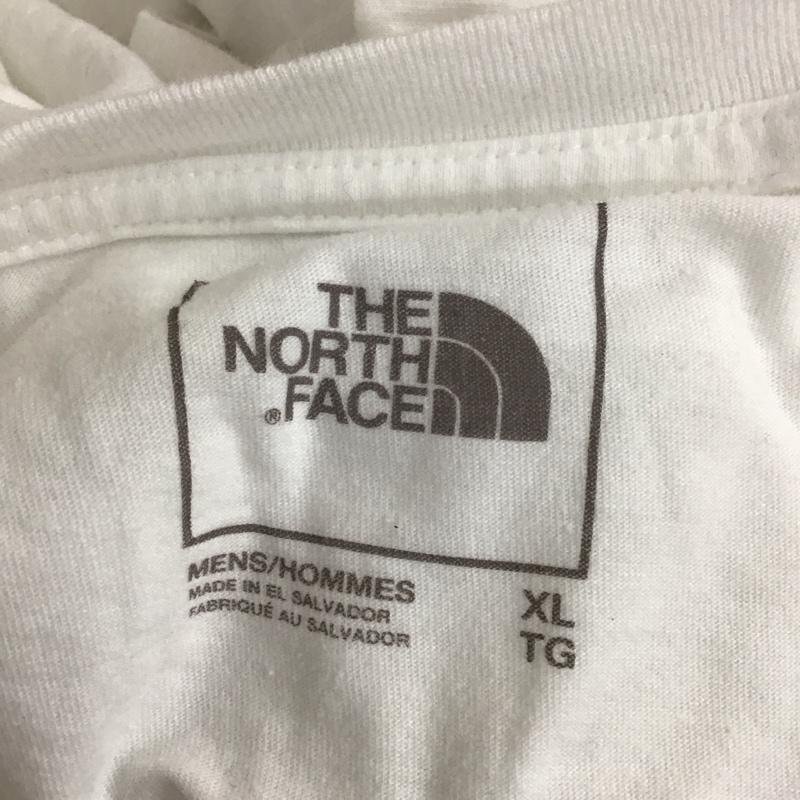 THE
NORTH
® FACE
MENS/HOMMES
MADE IN EL SALVADOR
FABRIQUÉ AU SALVADOR
XL
TG